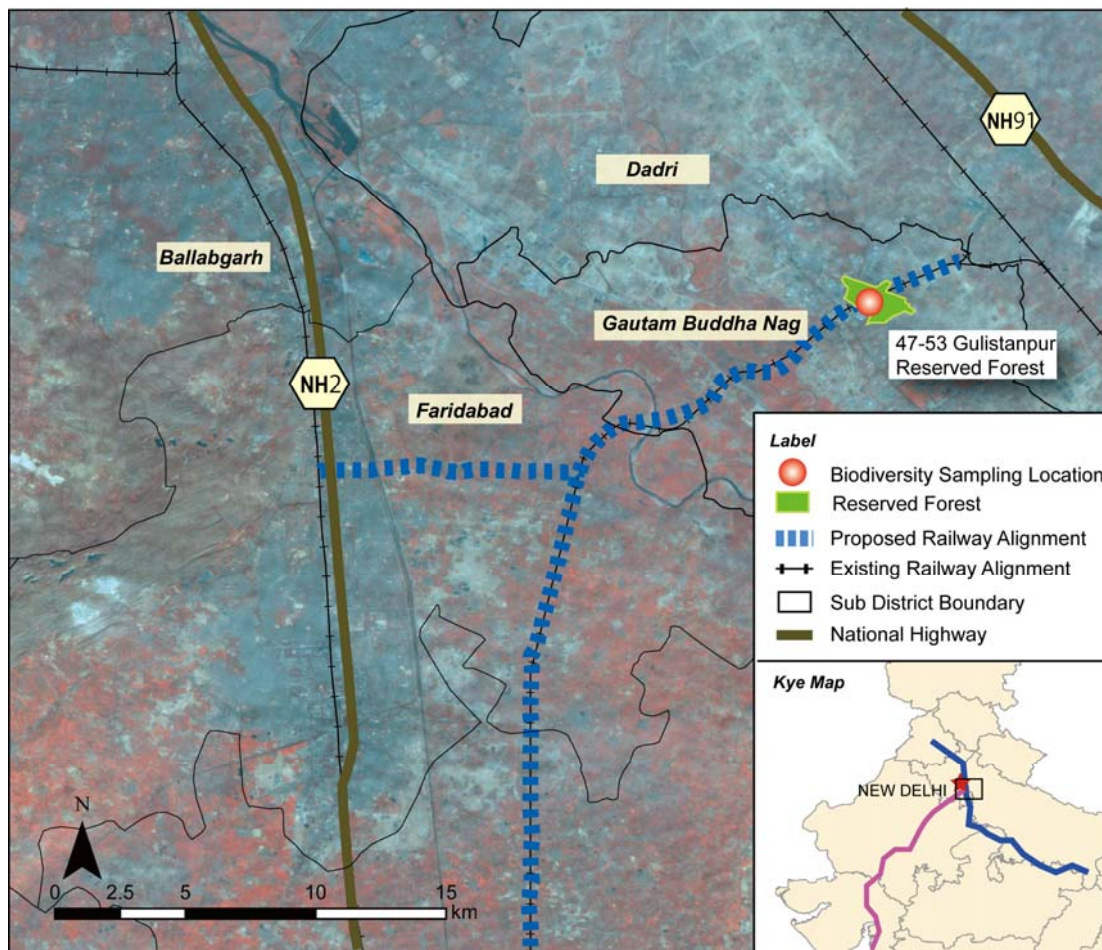 NH91
Dadri
Ballabgarh
Gautam Buddha Nag
47-53 Gulistanpur
Reserved Forest
NH2
Faridabad
Label
Biodiversity Sampling Location
Reserved Forest
Proposed Railway Alignment
Existing Railway Alignment
Sub District Boundary
National Highway
Kye Map
NEW DELHI
N
0 2.5 5 10 15
km